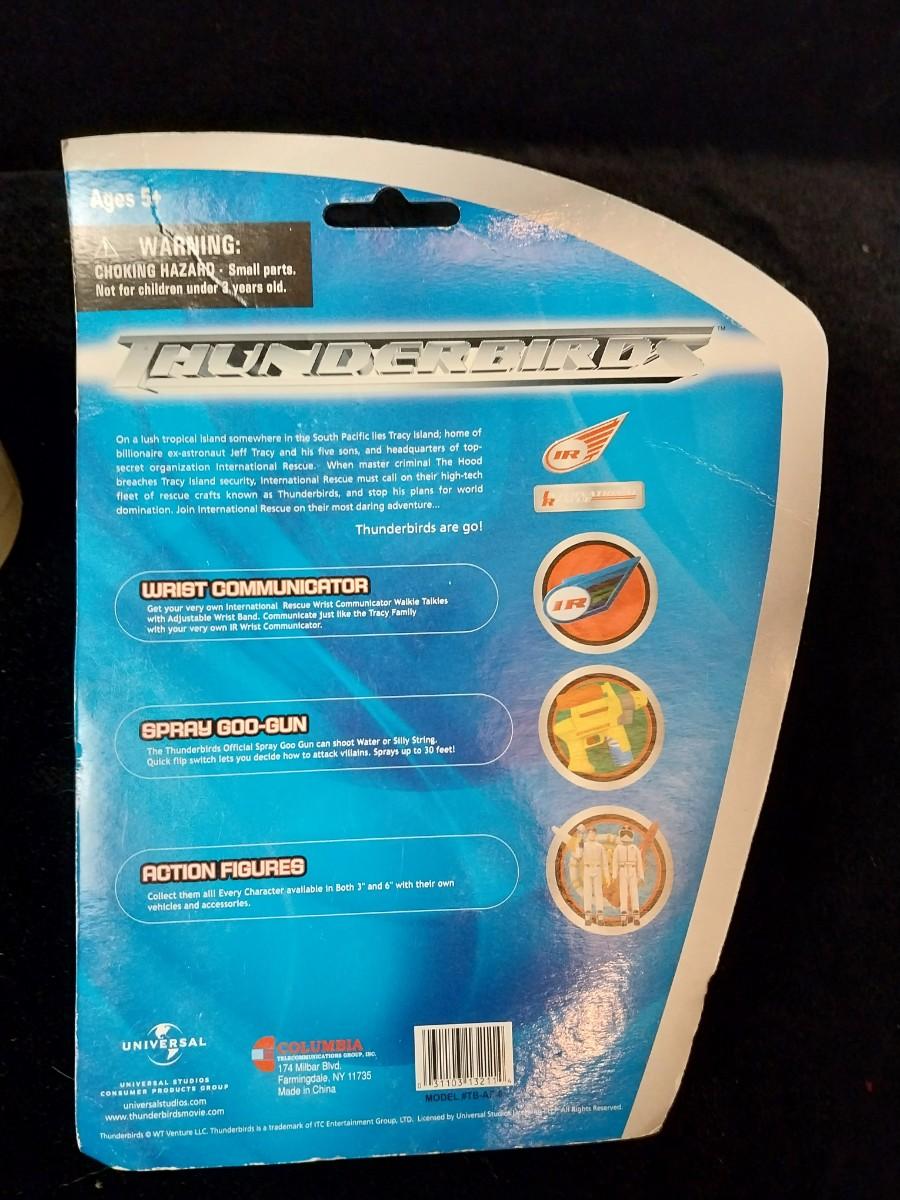 Ages 5+
WARNING:
CHOKING HAZARD - Small parts.
Not for children under 3 years old.
THUNDERBIRDS™
On a lush tropical island somewhere in the South Pacific lies Tracy Island; home of
billionaire ex-astronaut Jeff Tracy and his five sons, and headquarters of top-
secret organization International Rescue. When master criminal The Hood
breaches Tracy Island security, International Rescue must call on their high-tech
fleet of rescue crafts known as Thunderbirds, and stop his plans for world
domination. Join International Rescue on their most daring adventure...
Thunderbirds are go!
IR
WRIST COMMUNICATOR
Get your very own International Rescue Wrist Communicator Walkie Talkies
with Adjustable Wrist Band. Communicate just like the Tracy Family
with your very own IR Wrist Communicator.
IR
SPRAY GOO-GUN
The Thunderbirds Official Spray Goo Gun can shoot Water or Silly String.
Quick flip switch lets you decide how to attack villains. Sprays up to 30 feet!
ACTION FIGURES
Collect them all! Every Character available in Both 3" and 6" with their own
vehicles and accessories.
UNIVERSAL
UNIVERSAL STUDIOS
CONSUMER PRODUCTS GROUP
universalstudios.com
www.thunderbirdsmovie.com
COLUMBIA
TELECOMMUNICATIONS GROUP, INC.
174 Milbar Blvd.
Farmingdale, NY 11735
Made in China
0 31103 1321
MODEL #TB-A
Thunderbirds © WT Venture LLC. Thunderbirds is a trademark of ITC Entertainment Group, LTD. Licensed by Universal Studios All Rights Reserved.